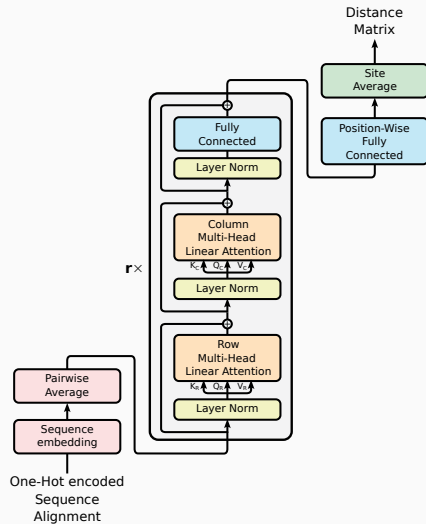 Distance
Matrix
Site
Average
Position-Wise
Fully
Connected
Fully
Connected
Layer Norm
Column
Multi-Head
Linear Attention
K_C Q_C V_C
Layer Norm
r×
Row
Multi-Head
Linear Attention
K_R Q_R V_R
Layer Norm
Pairwise
Average
Sequence
embedding
One-Hot encoded
Sequence
Alignment